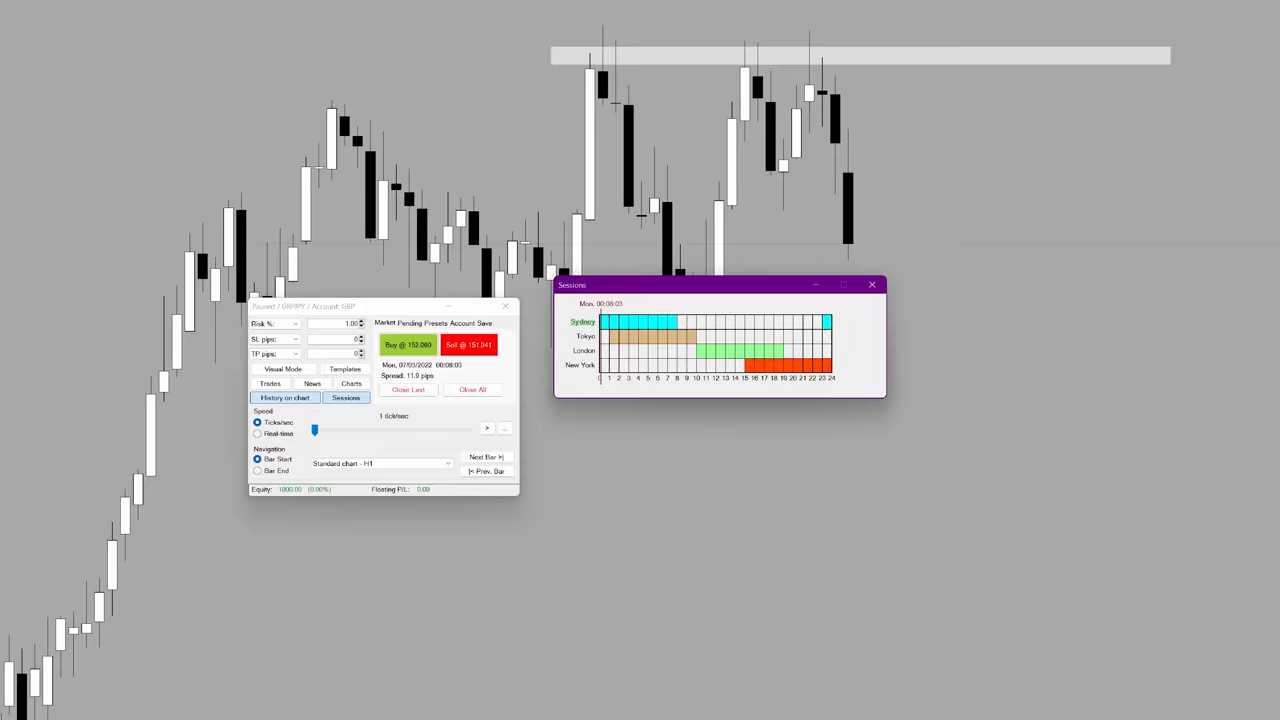 Sessions
Mon, 00:08:03
Sydney
Tokyo
London
New York
0 1 2 3 4 5 6 7 8 9 10 11 12 13 14 15 16 17 18 19 20 21 22 23 24
Paused / GBPJPY / Account: GBP
Risk %: 1.00
SL pips: 0
TP pips: 0
Visual Mode Templates
Trades News Charts
History on chart Sessions
Market Pending Presets Account Save
Buy @ 152.060 Sell @ 151.941
Mon, 07/03/2022 00:08:03
Spread: 11.9 pips
Close Last Close All
Speed
Ticks/sec
Real-time
1 tick/sec
> ...
Navigation
Bar Start
Bar End
Standard chart - H1
Next Bar >|
|< Prev. Bar
Equity: 1000.00 (0.00%) Floating P/L: 0.00